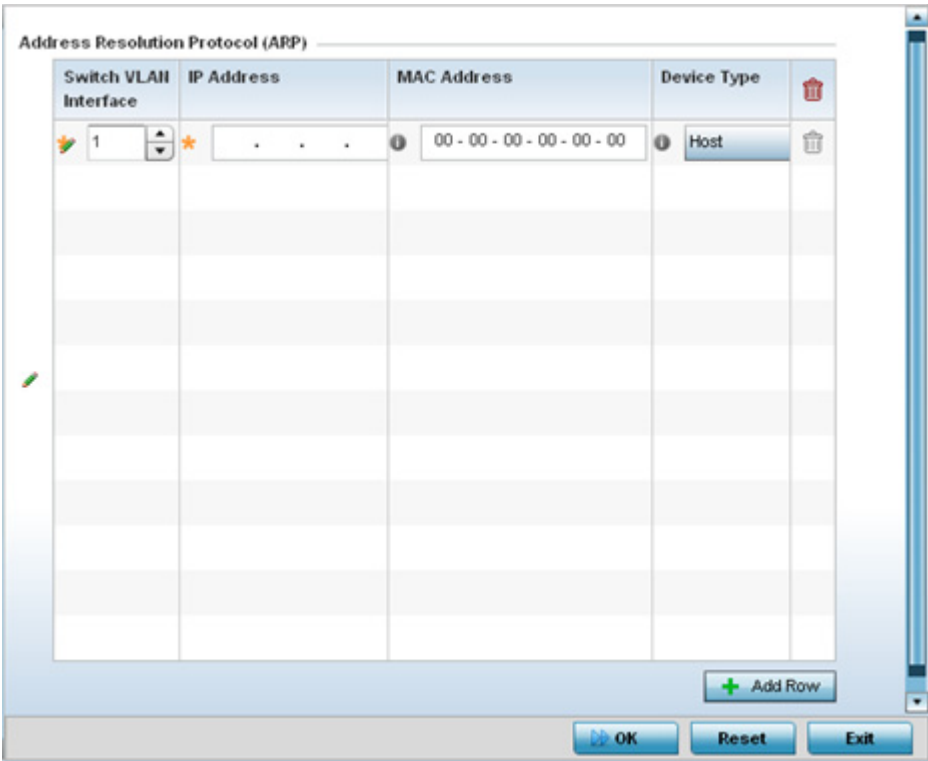 Address Resolution Protocol (ARP)
Switch VLAN Interface IP Address MAC Address Device Type
1 . . . 00 - 00 - 00 - 00 - 00 - 00 Host
Add Row
OK Reset Exit